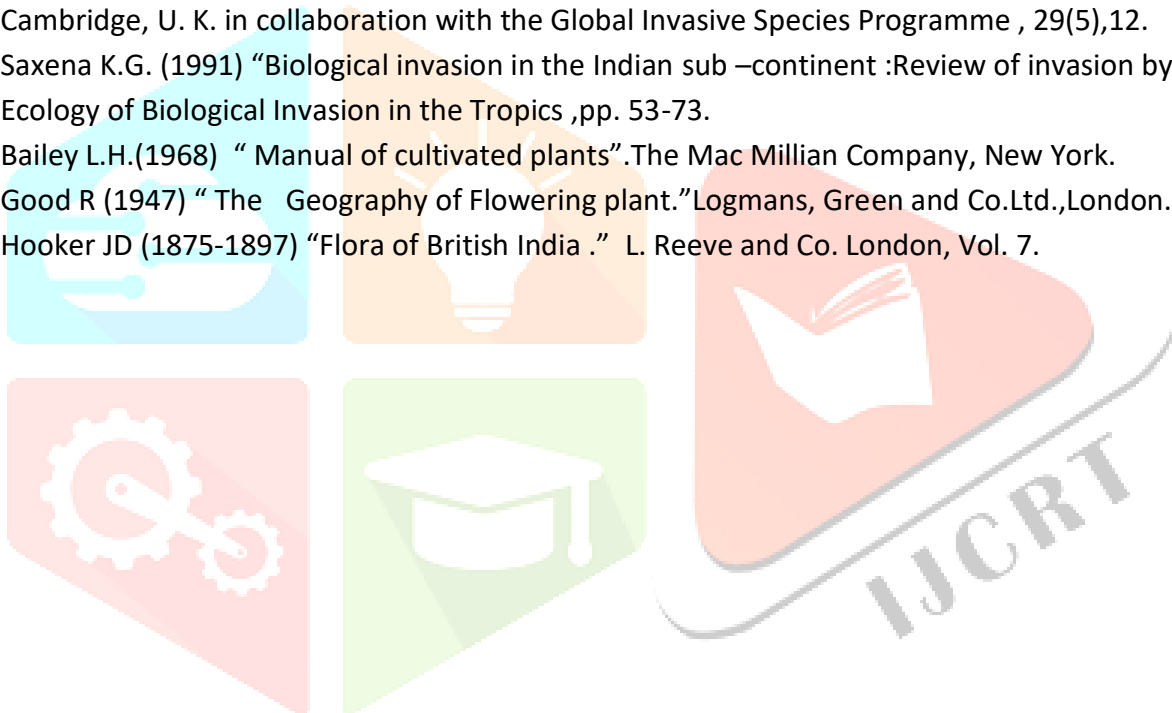 Cambridge, U. K. in collaboration with the Global Invasive Species Programme , 29(5),12.
Saxena K.G. (1991) “Biological invasion in the Indian sub –continent :Review of invasion by
Ecology of Biological Invasion in the Tropics ,pp. 53-73.
Bailey L.H.(1968) “ Manual of cultivated plants”.The Mac Millian Company, New York.
Good R (1947) “ The Geography of Flowering plant.”Logmans, Green and Co.Ltd.,London.
Hooker JD (1875-1897) “Flora of British India .” L. Reeve and Co. London, Vol. 7.
IJCRT